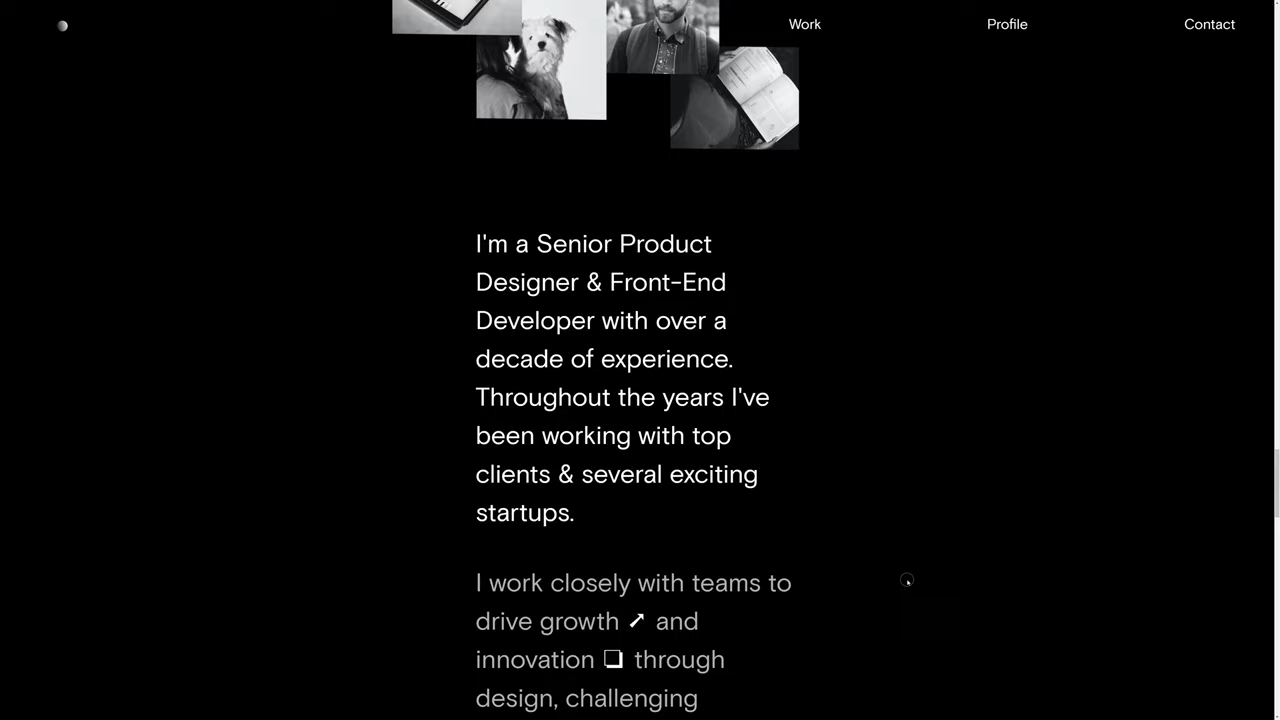 Work
Profile
Contact
I'm a Senior Product
Designer & Front-End
Developer with over a
decade of experience.
Throughout the years I've
been working with top
clients & several exciting
startups.
I work closely with teams to
drive growth ➚ and
innovation ❏ through
design, challenging